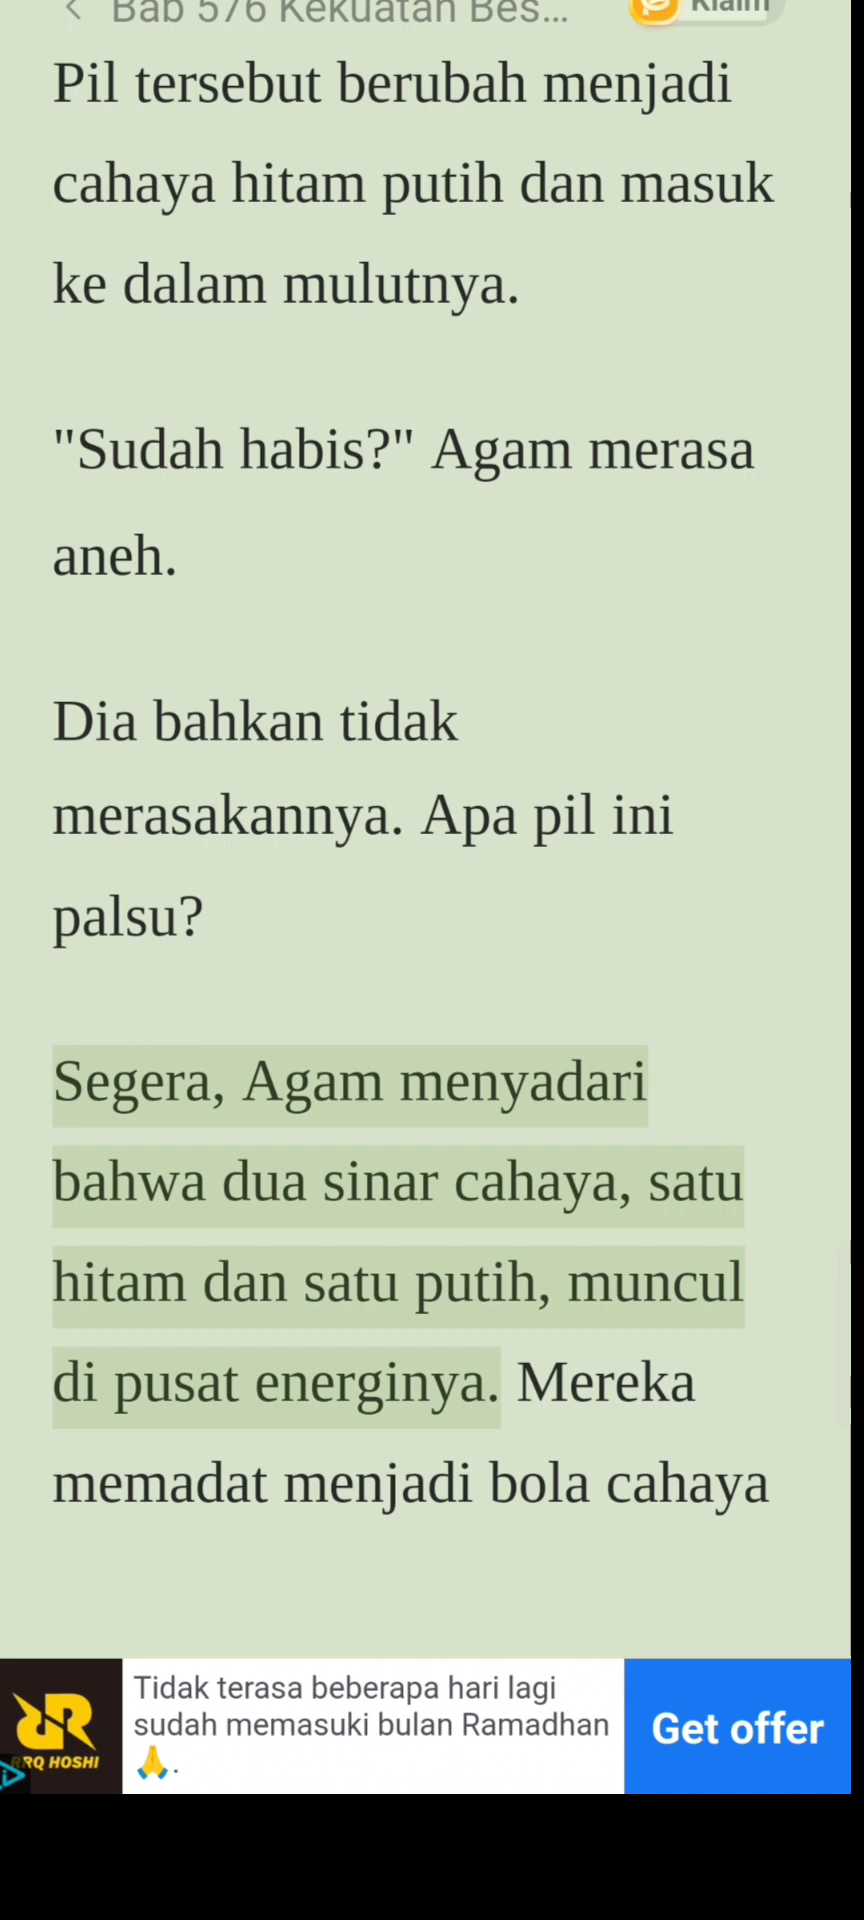 < Bab 576 Kekuatan Bes...
Klaim
Pil tersebut berubah menjadi
cahaya hitam putih dan masuk
ke dalam mulutnya.
"Sudah habis?" Agam merasa
aneh.
Dia bahkan tidak
merasakannya. Apa pil ini
palsu?
Segera, Agam menyadari
bahwa dua sinar cahaya, satu
hitam dan satu putih, muncul
di pusat energinya. Mereka
memadat menjadi bola cahaya
RRQ HOSHI
Tidak terasa beberapa hari lagi
sudah memasuki bulan Ramadhan
🙏.
Get offer